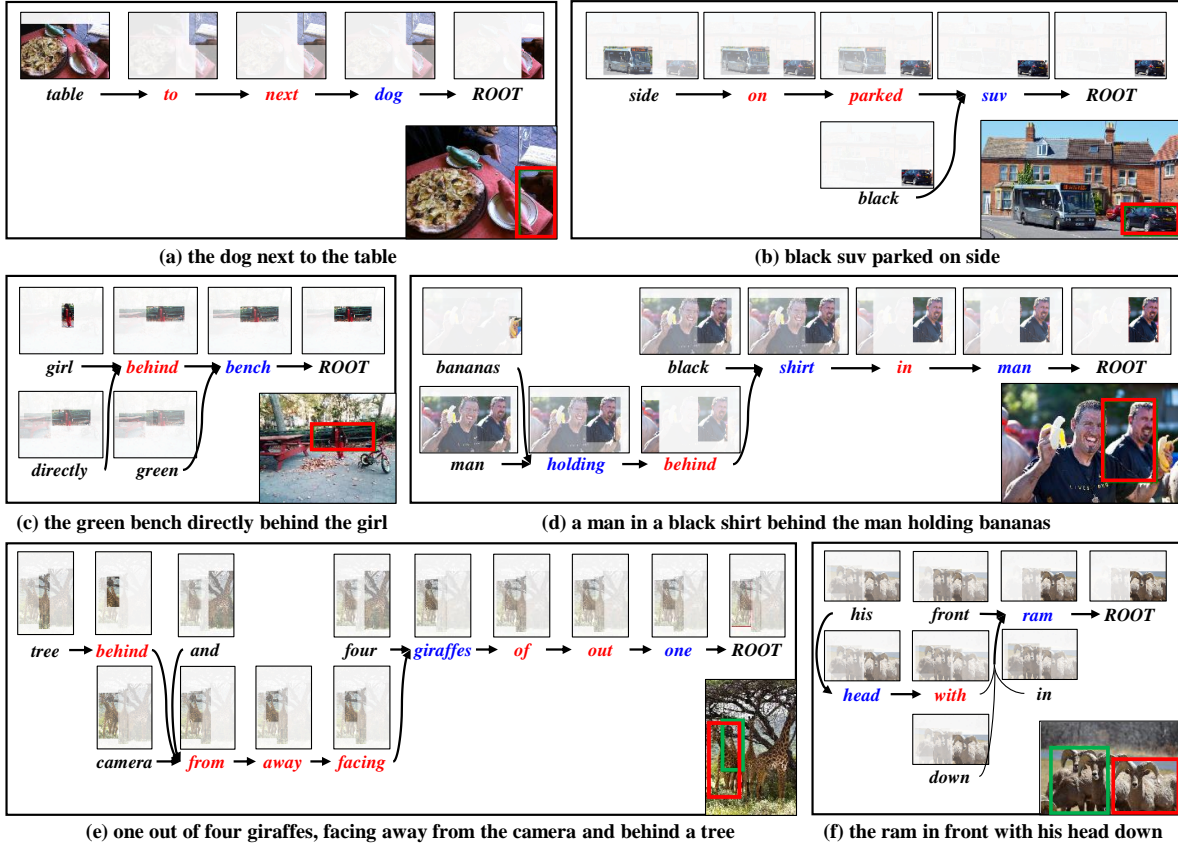 table to next dog ROOT
(a) the dog next to the table
side on parked suv ROOT
black
(b) black suv parked on side
girl behind bench ROOT
directly green
(c) the green bench directly behind the girl
bananas black shirt in man ROOT
man holding behind
(d) a man in a black shirt behind the man holding bananas
tree behind and four giraffes of out one ROOT
camera from away facing
(e) one out of four giraffes, facing away from the camera and behind a tree
his front ram ROOT
head with in
down
(f) the ram in front with his head down